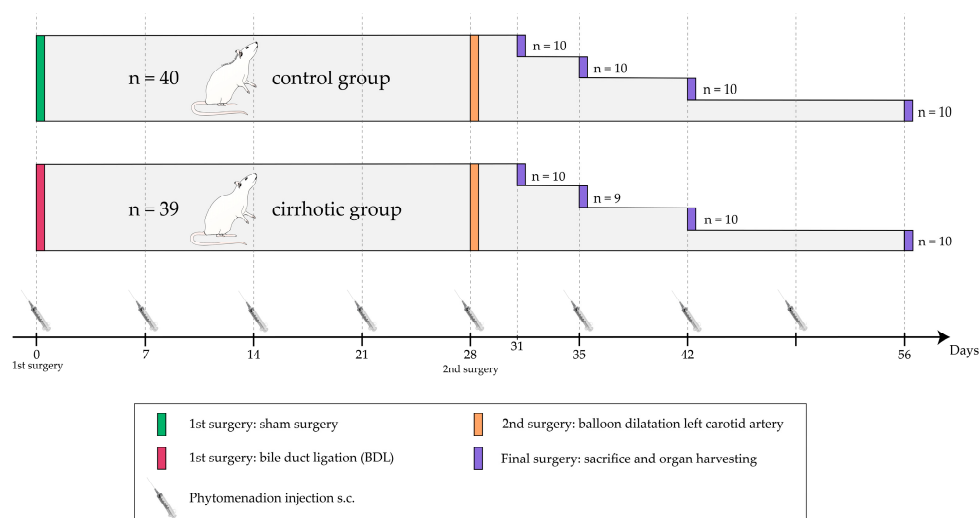 n = 10
n = 10
n = 40
control group
n = 10
n = 10
n = 10
n = 9
n – 39
cirrhotic group
n = 10
n = 10
0
7
14
21
28
31
35
42
56
Days
1st surgery
2nd surgery
1st surgery: sham surgery
2nd surgery: balloon dilatation left carotid artery
1st surgery: bile duct ligation (BDL)
Final surgery: sacrifice and organ harvesting
Phytomenadion injection s.c.